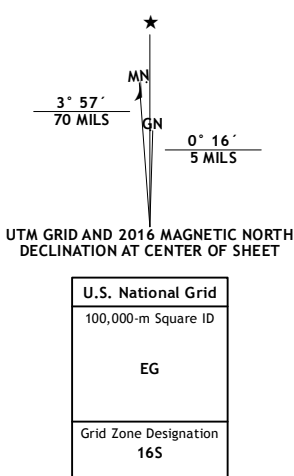 ★
MN
3° 57´
70 MILS
GN
0° 16´
5 MILS
UTM GRID AND 2016 MAGNETIC NORTH
DECLINATION AT CENTER OF SHEET
U.S. National Grid
100,000-m Square ID
EG
Grid Zone Designation
16S